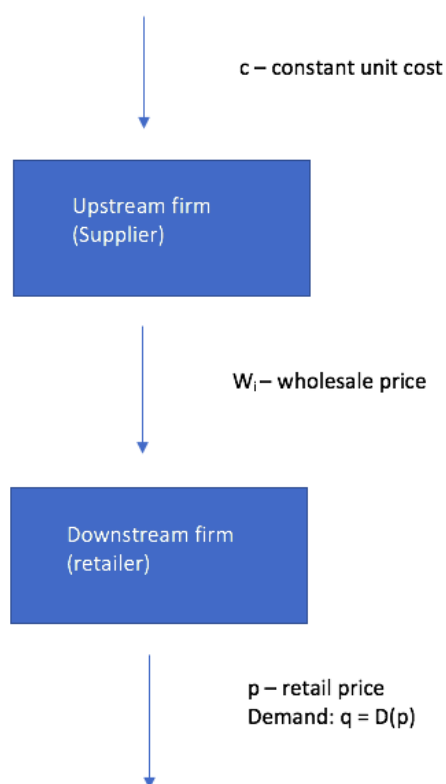 c – constant unit cost
Upstream firm
(Supplier)
Wᵢ – wholesale price
Downstream firm
(retailer)
p – retail price
Demand: q = D(p)